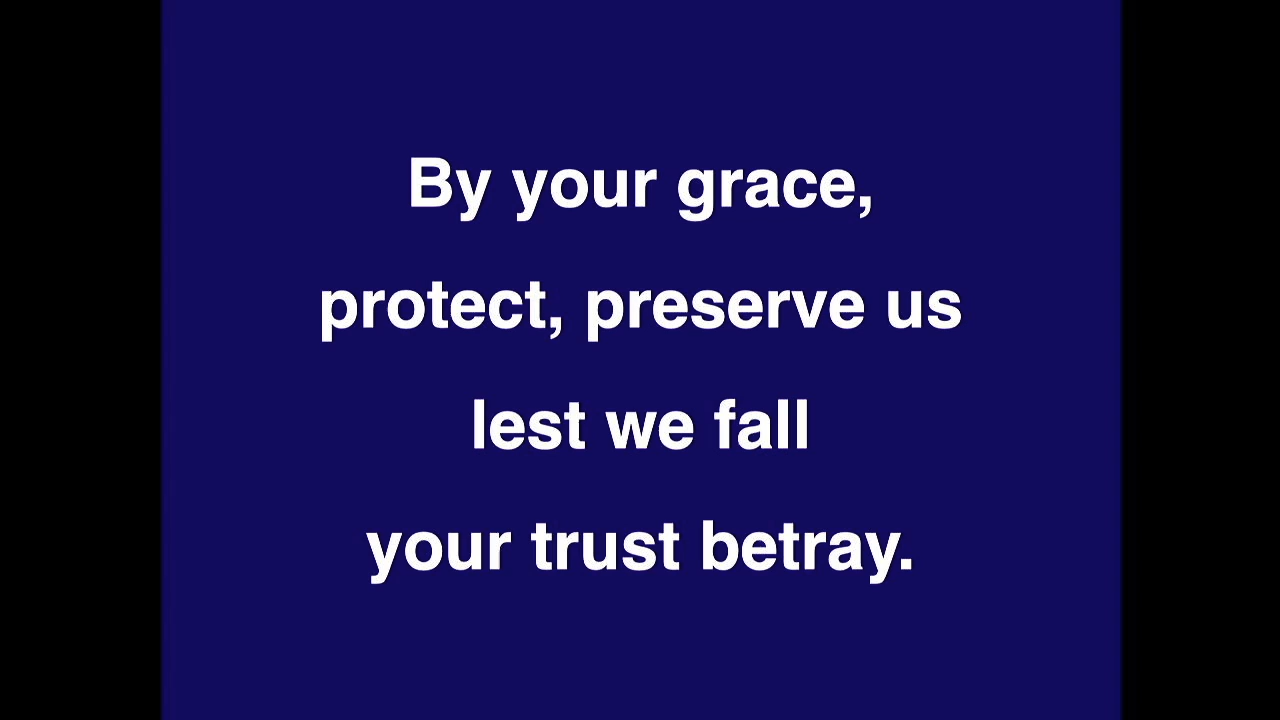 By your grace,
protect, preserve us
lest we fall
your trust betray.